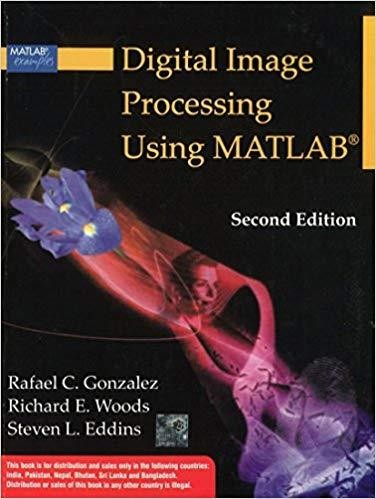 MATLAB®
examples
Digital Image
Processing
Using MATLAB®
Second Edition
Rafael C. Gonzalez
Richard E. Woods
Steven L. Eddins
This book is for distribution and sales only in the following countries:
India, Pakistan, Nepal, Bhutan, Sri Lanka and Bangladesh.
Distribution or sales of this book is any other country is illegal.